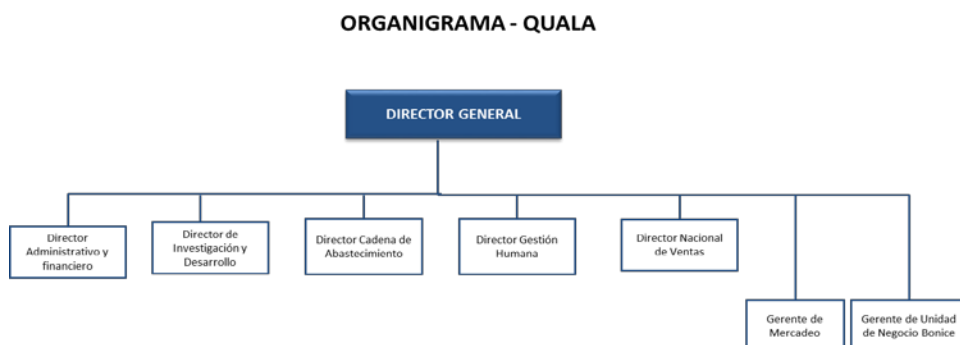 ORGANIGRAMA - QUALA
DIRECTOR GENERAL
Director
Administrativo y
financiero
Director de
Investigación y
Desarrollo
Director Cadena de
Abastecimiento
Director Gestión
Humana
Director Nacional
de Ventas
Gerente de
Mercadeo
Gerente de Unidad
de Negocio Bonice